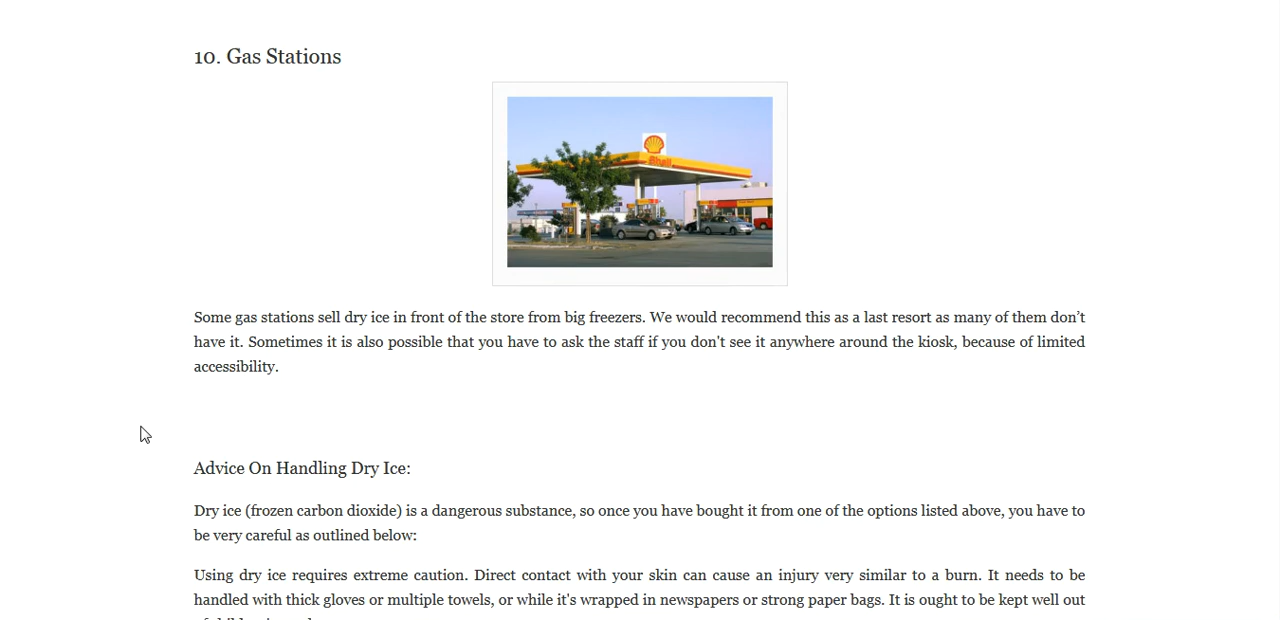 10. Gas Stations
Shell
Some gas stations sell dry ice in front of the store from big freezers. We would recommend this as a last resort as many of them don’t
have it. Sometimes it is also possible that you have to ask the staff if you don't see it anywhere around the kiosk, because of limited
accessibility.
Advice On Handling Dry Ice:
Dry ice (frozen carbon dioxide) is a dangerous substance, so once you have bought it from one of the options listed above, you have to
be very careful as outlined below:
Using dry ice requires extreme caution. Direct contact with your skin can cause an injury very similar to a burn. It needs to be
handled with thick gloves or multiple towels, or while it's wrapped in newspapers or strong paper bags. It is ought to be kept well out